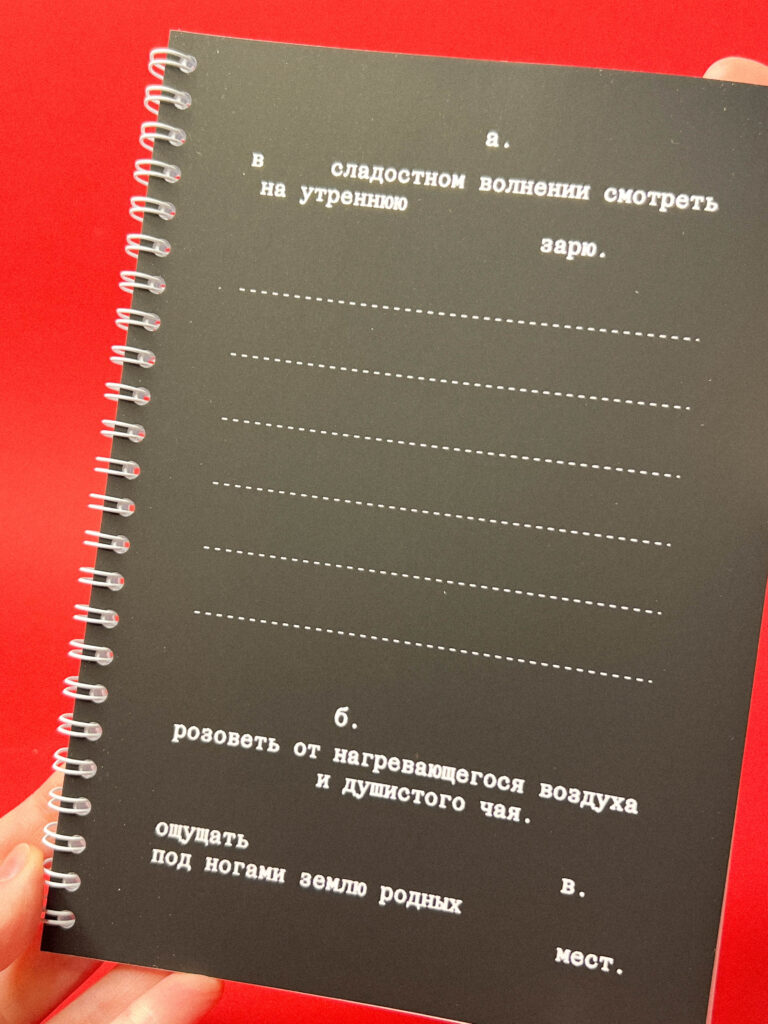 а.
в сладостном волнении смотреть
на утреннюю
зарю.
б.
розоветь от нагревающегося воздуха
и душистого чая.
ощущать
в.
под ногами землю родных
мест.